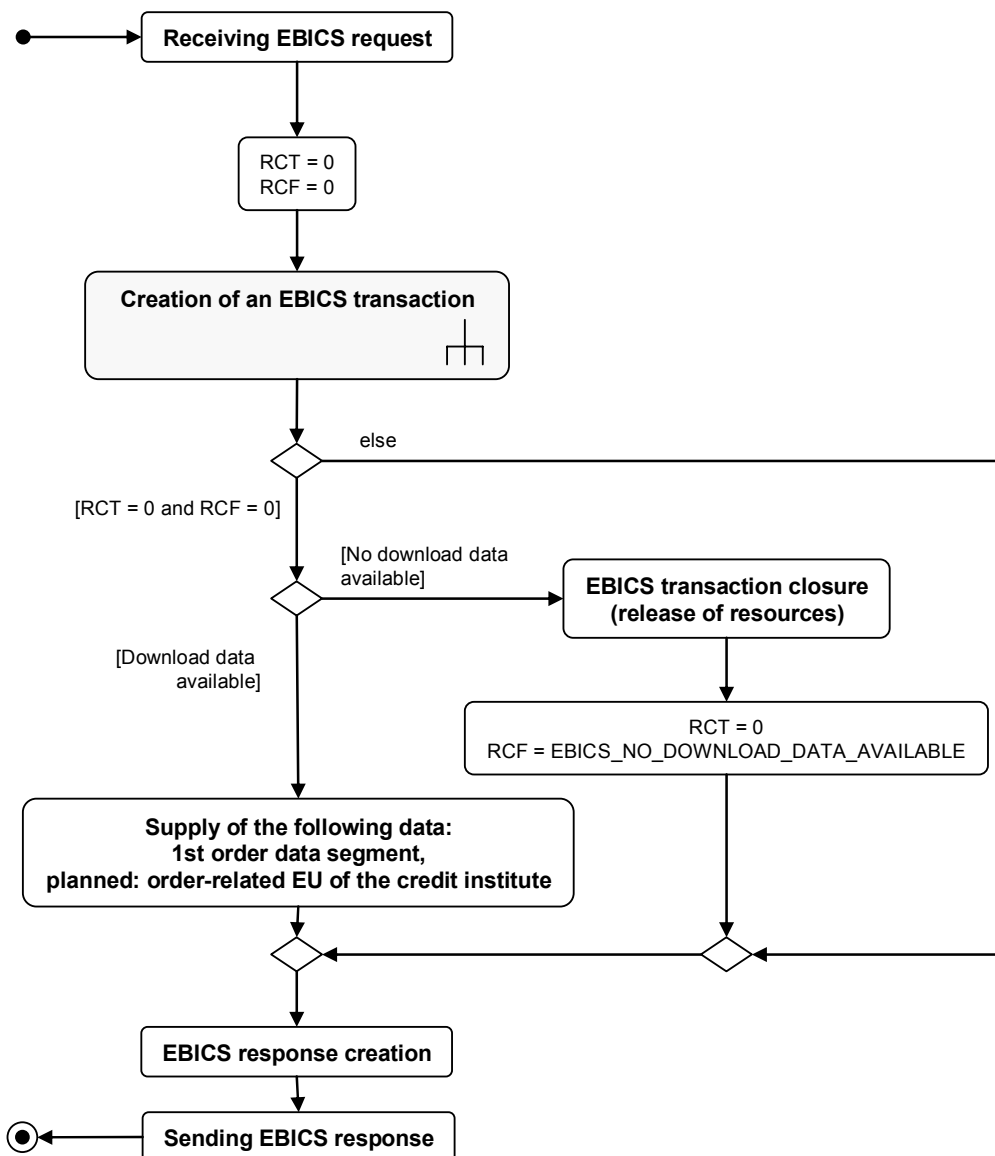 Receiving EBICS request
RCT = 0
RCF = 0
Creation of an EBICS transaction
else
[RCT = 0 and RCF = 0]
[No download data
available]
EBICS transaction closure
(release of resources)
[Download data
available]
RCT = 0
RCF = EBICS_NO_DOWNLOAD_DATA_AVAILABLE
Supply of the following data:
1st order data segment,
planned: order-related EU of the credit institute
EBICS response creation
Sending EBICS response